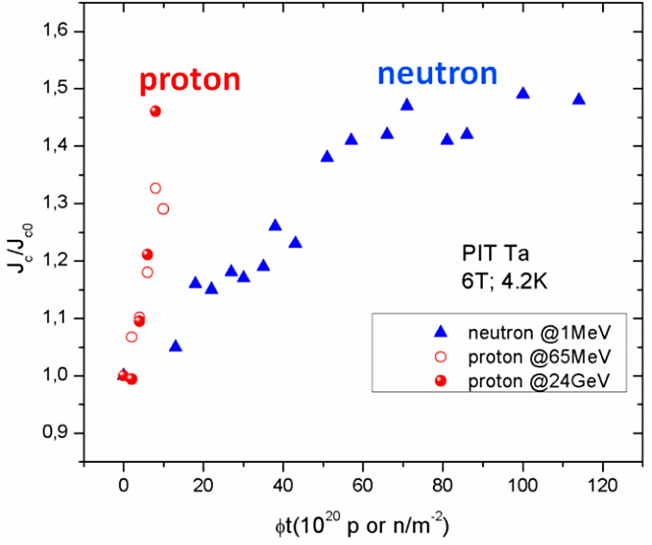 1,6
1,5
1,4
1,3
1,2
1,1
1,0
0,9
J_c/J_c0
proton
neutron
PIT Ta
6T; 4.2K
neutron @1MeV
proton @65MeV
proton @24GeV
0 20 40 60 80 100 120
ϕt(10^20 p or n/m^-2)